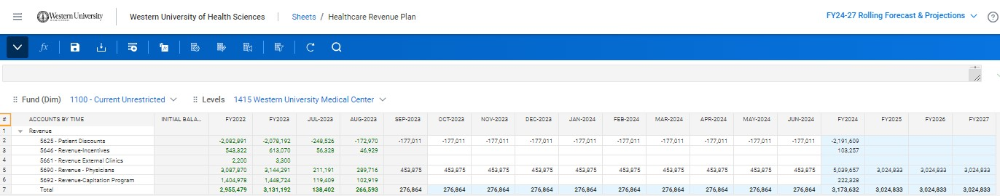 Western University Western University of Health Sciences Sheets / Healthcare Revenue Plan FY24-27 Rolling Forecast & Projections ?
fx
Fund (Dim) 1100 - Current Unrestricted Levels 1415 Western University Medical Center
# ACCOUNTS BY TIME INITIAL BALA... FY2022 FY2023 JUL-2023 AUG-2023 SEP-2023 OCT-2023 NOV-2023 DEC-2023 JAN-2024 FEB-2024 MAR-2024 APR-2024 MAY-2024 JUN-2024 FY2024 FY2025 FY2026 FY2027
1 Revenue
2 5625 - Patient Discounts -2,082,891 -2,078,192 -248,526 -172,970 -177,011 -177,011 -177,011 -177,011 -177,011 -177,011 -177,011 -177,011 -177,011 -177,011 -2,191,609
3 5646 - Revenue-Incentives 543,322 613,070 56,328 46,929 103,257
4 5661 - Revenue External Clinics 2,200 3,300
5 5690 - Revenue - Physicians 3,087,870 3,144,291 211,191 289,716 453,875 453,875 453,875 453,875 453,875 453,875 453,875 453,875 453,875 453,875 5,039,657 3,024,833 3,024,833 3,024,833
6 5692 - Revenue-Capitation Program 1,404,978 1,448,724 119,409 102,919 222,328
7 Total 2,955,479 3,131,192 138,402 266,593 276,864 276,864 276,864 276,864 276,864 276,864 276,864 276,864 276,864 276,864 3,173,632 3,024,833 3,024,833 3,024,833